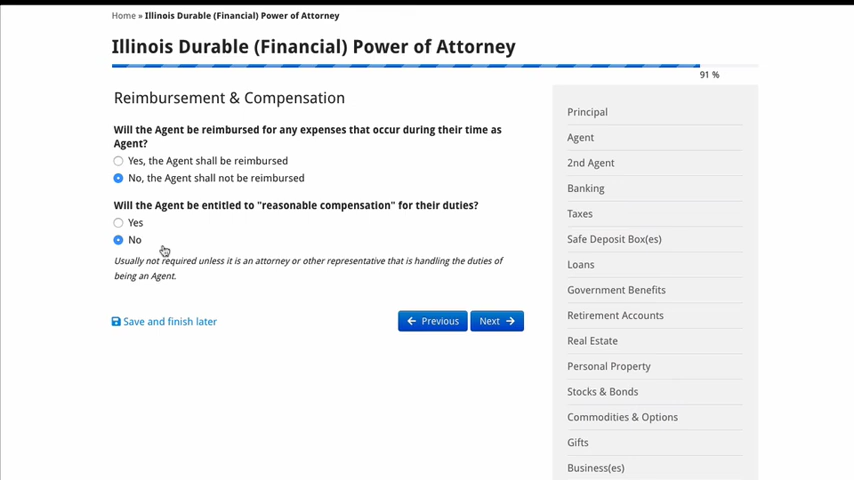 Home » Illinois Durable (Financial) Power of Attorney
Illinois Durable (Financial) Power of Attorney
91 %
Reimbursement & Compensation
Will the Agent be reimbursed for any expenses that occur during their time as
Agent?
Yes, the Agent shall be reimbursed
No, the Agent shall not be reimbursed
Will the Agent be entitled to "reasonable compensation" for their duties?
Yes
No
Usually not required unless it is an attorney or other representative that is handling the duties of
being an Agent.
Save and finish later
Previous
Next
Principal
Agent
2nd Agent
Banking
Taxes
Safe Deposit Box(es)
Loans
Government Benefits
Retirement Accounts
Real Estate
Personal Property
Stocks & Bonds
Commodities & Options
Gifts
Business(es)